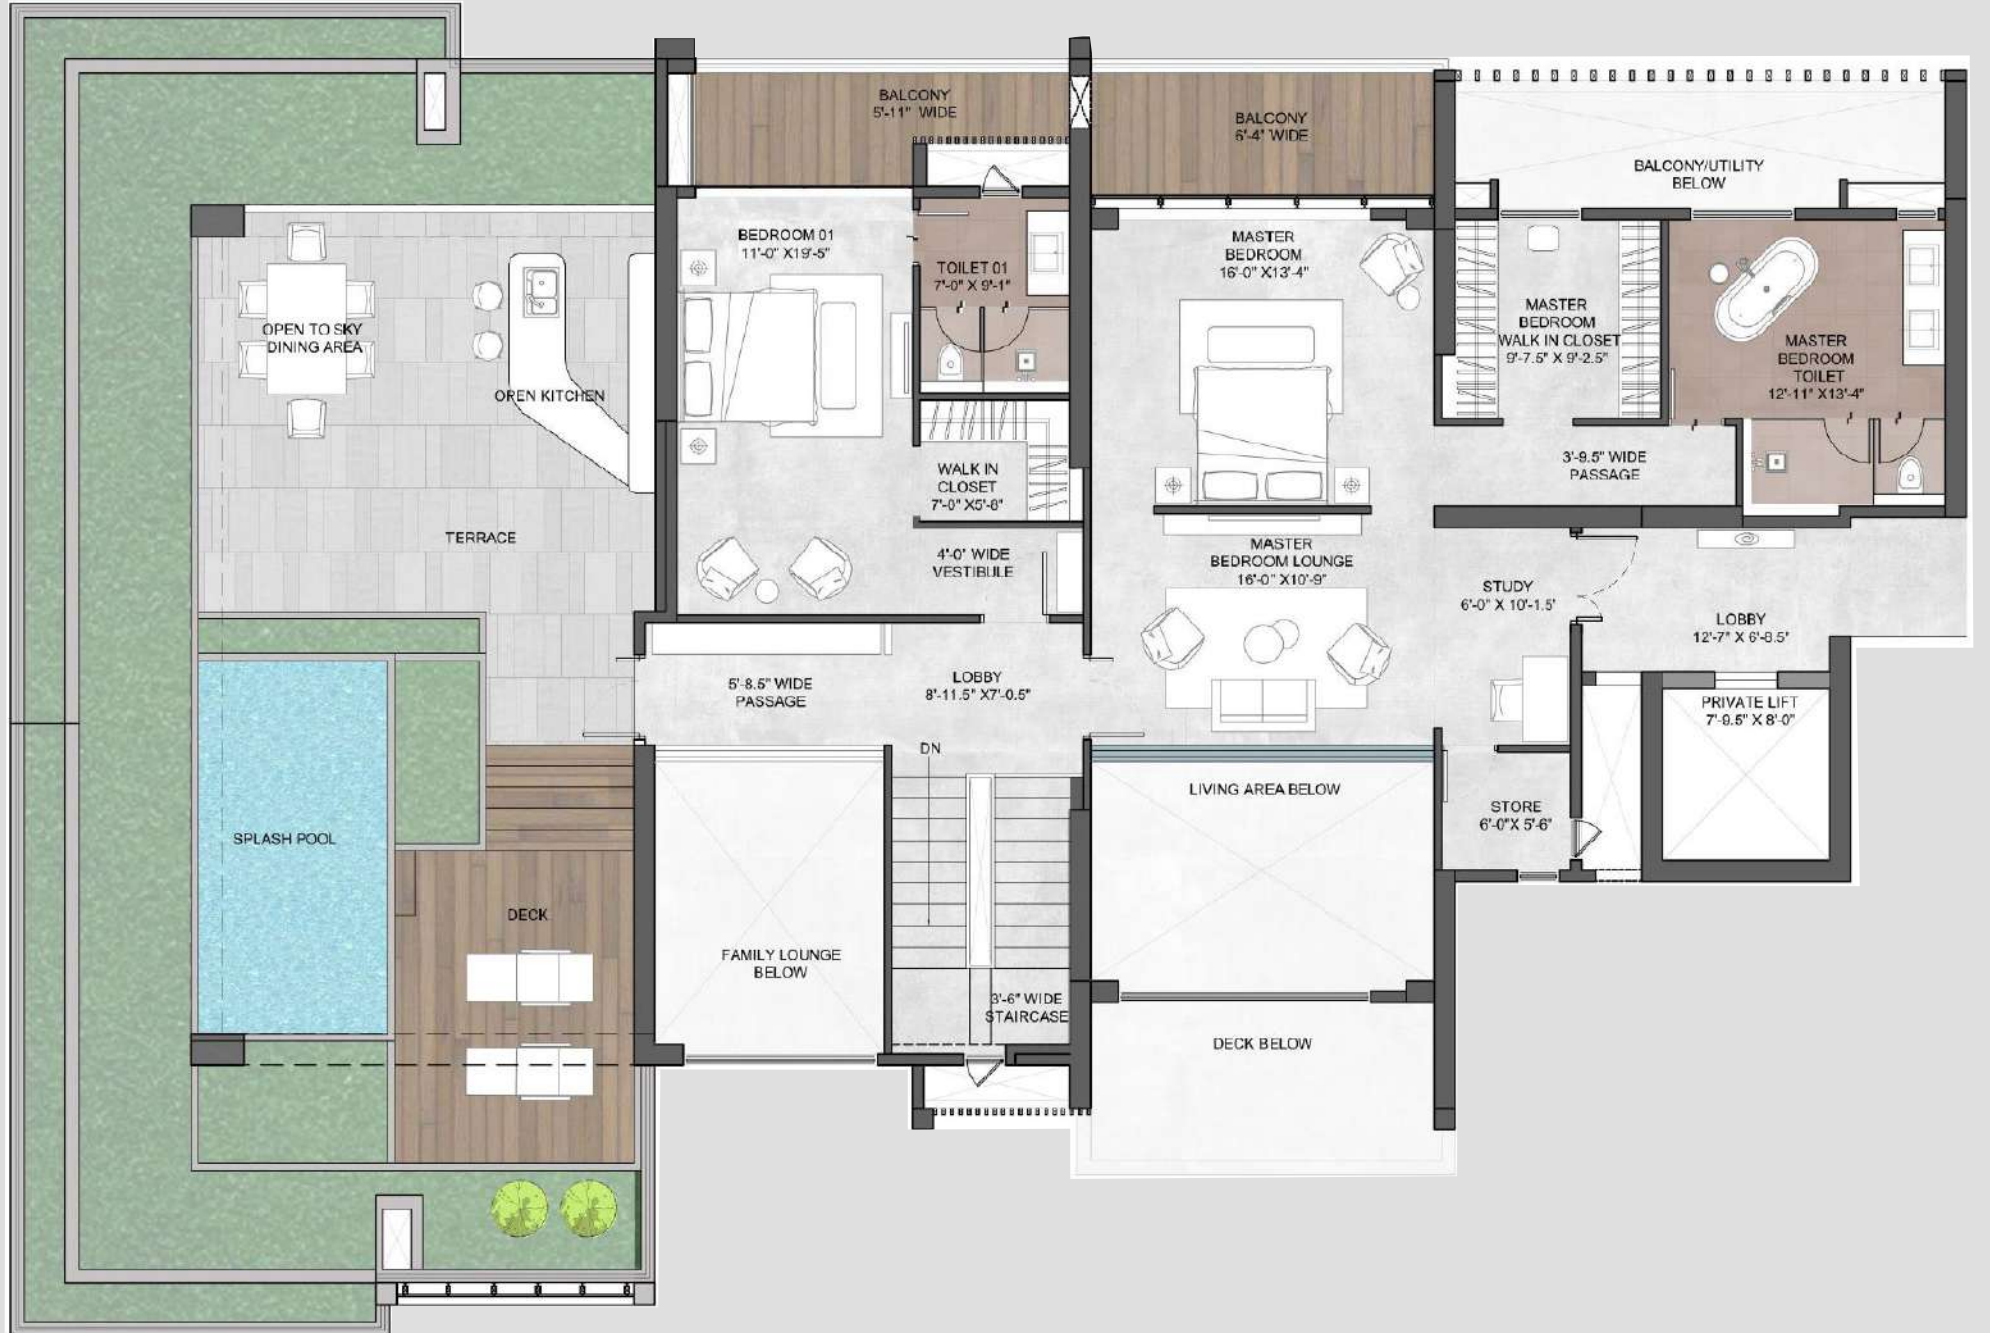 BALCONY
5'-11" WIDE
BALCONY
6'-4" WIDE
BALCONY/UTILITY
BELOW
BEDROOM 01
11'-0" X19'-5"
TOILET 01
7'-0" X 9'-1"
MASTER
BEDROOM
16'-0" X13'-4"
MASTER
BEDROOM
WALK IN CLOSET
9'-7.5" X 9'-2.5"
MASTER
BEDROOM
TOILET
12'-11" X13'-4"
OPEN TO SKY
DINING AREA
OPEN KITCHEN
WALK IN
CLOSET
7'-0" X5'-8"
3'-9.5" WIDE
PASSAGE
TERRACE
4'-0" WIDE
VESTIBULE
MASTER
BEDROOM LOUNGE
16'-0" X10'-9"
STUDY
6'-0" X 10'-1.5"
LOBBY
12'-7" X 6'-8.5"
5'-8.5" WIDE
PASSAGE
LOBBY
8'-11.5" X7'-0.5"
PRIVATE LIFT
7'-9.5" X 8'-0"
DN
LIVING AREA BELOW
STORE
6'-0"X 5'-6"
SPLASH POOL
DECK
FAMILY LOUNGE
BELOW
3'-6" WIDE
STAIRCASE
DECK BELOW